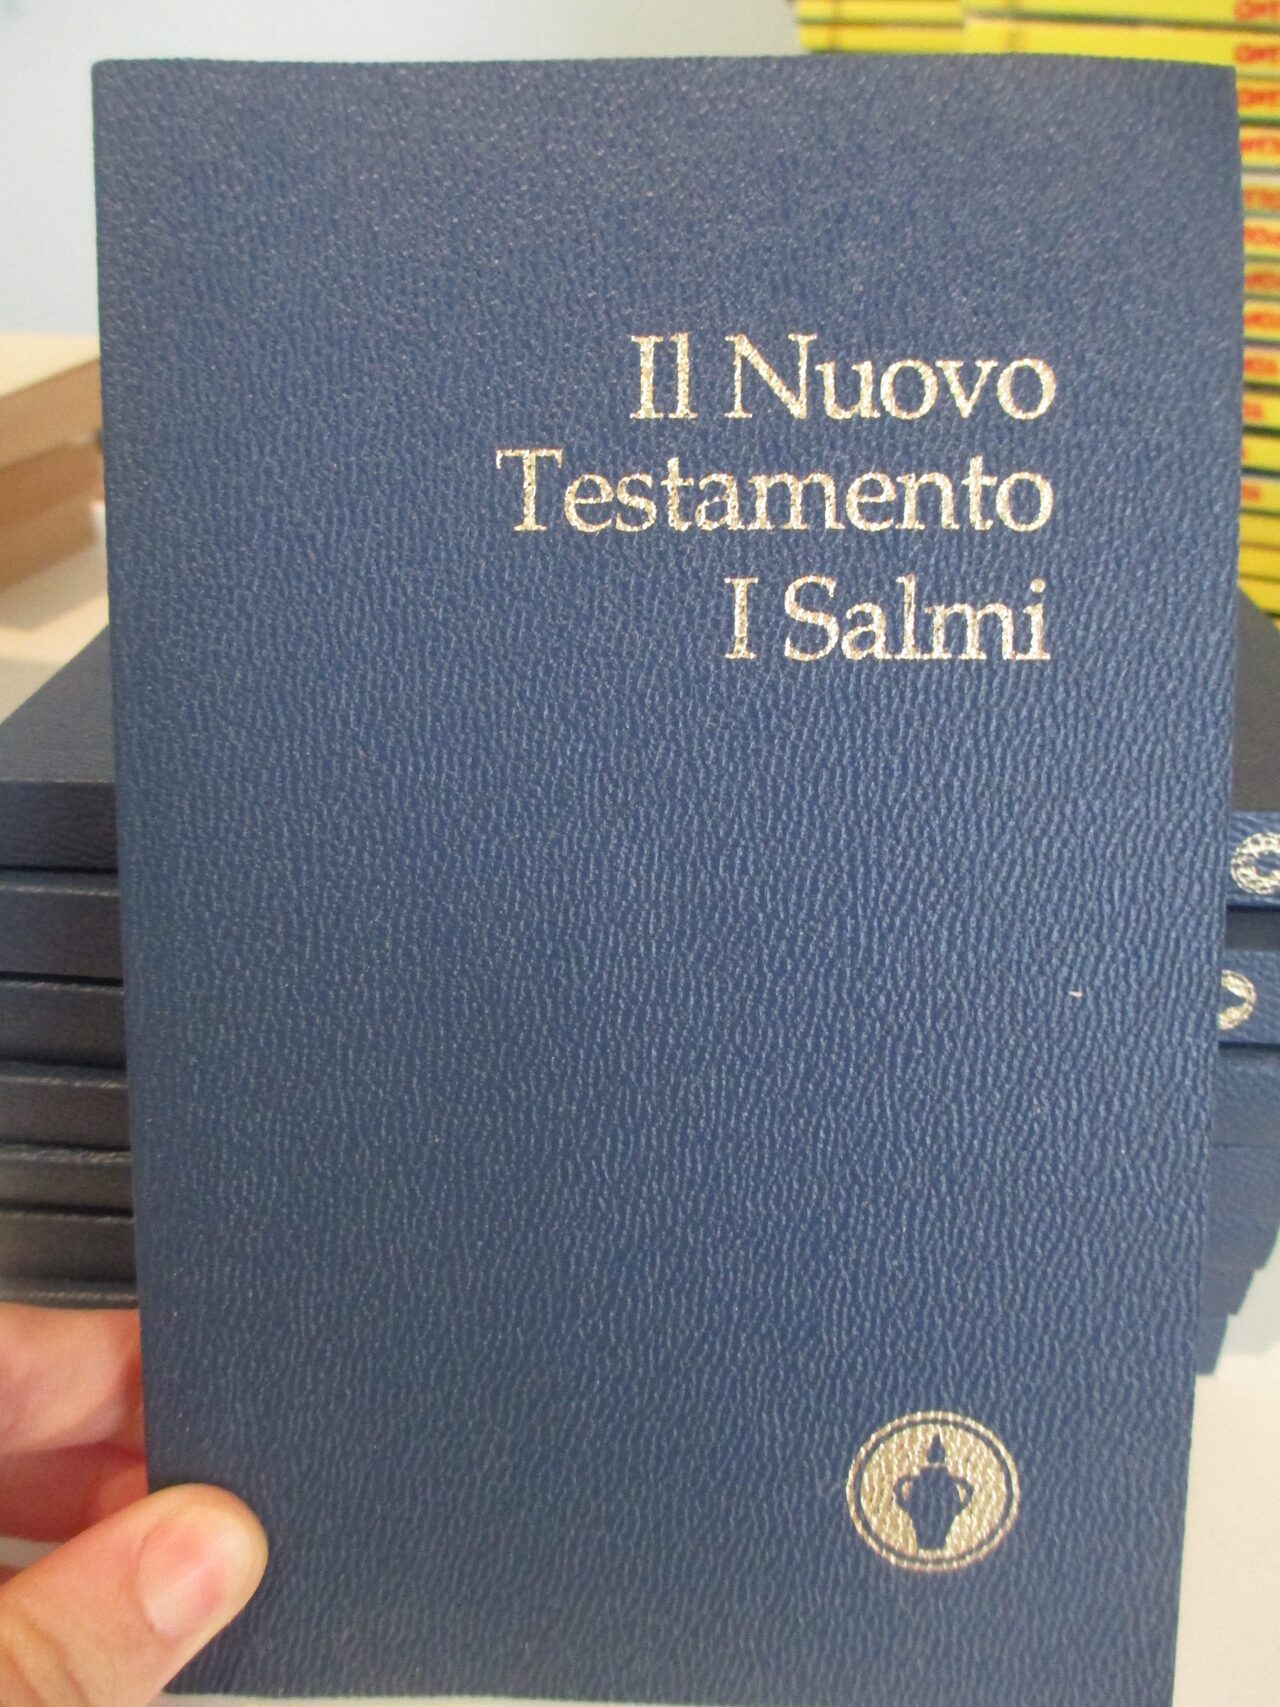 Il Nuovo
Testamento
I Salmi